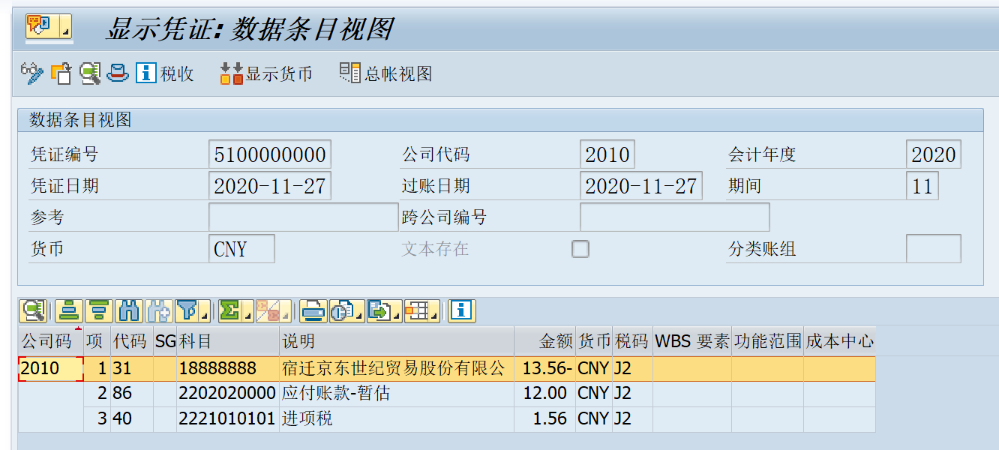 显示凭证: 数据条目视图
税收 显示货币 总帐视图
数据条目视图
凭证编号 5100000000 公司代码 2010 会计年度 2020
凭证日期 2020-11-27 过账日期 2020-11-27 期间 11
参考 跨公司编号
货币 CNY 文本存在 分类账组
公司码 项 代码 SG 科目 说明 金额 货币 税码 WBS 要素 功能范围 成本中心
2010 1 31 18888888 宿迁京东世纪贸易股份有限公 13.56- CNY J2
2 86 2202020000 应付账款-暂估 12.00 CNY J2
3 40 2221010101 进项税 1.56 CNY J2